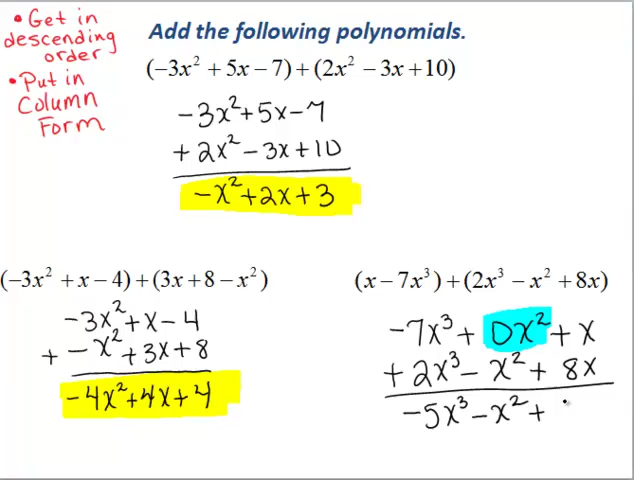 • Get in
descending
order
• Put in
Column
Form
Add the following polynomials.
(−3x² + 5x − 7) + (2x² − 3x + 10)
-3x²+5x-7
+2x²-3x+10
-x²+2x+3
(−3x² + x − 4) + (3x + 8 − x²)
-3x²+x-4
+ -x²+3x+8
-4x²+4x+4
(x − 7x³) + (2x³ − x² + 8x)
-7x³ + 0x² + x
+2x³ - x² + 8x
-5x³ - x² +